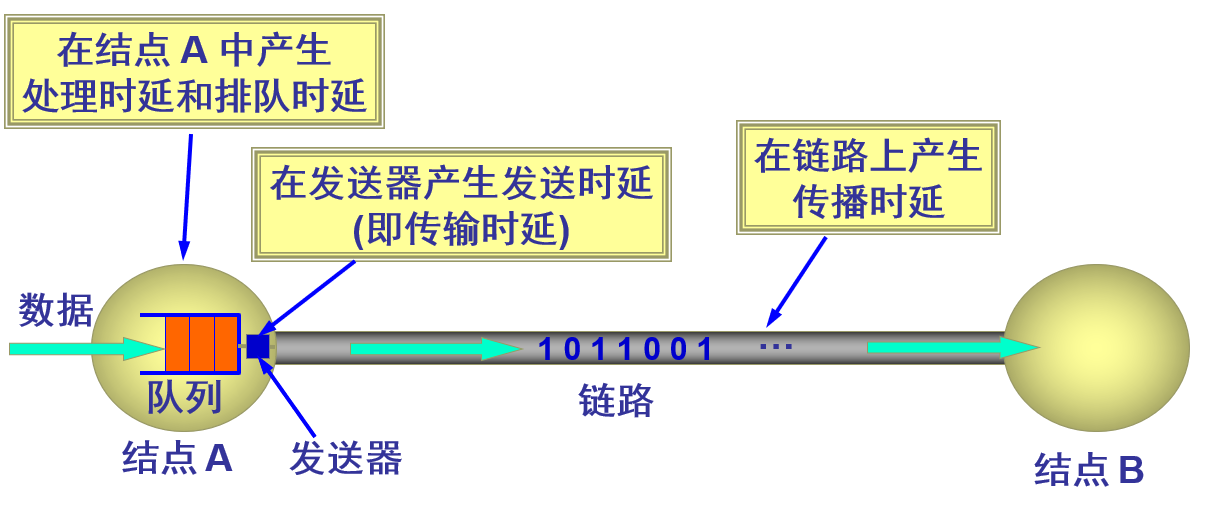 在结点 A 中产生
处理时延和排队时延
在发送器产生发送时延
(即传输时延)
在链路上产生
传播时延
数据
队列
结点 A
发送器
1 0 1 1 0 0 1 …
链路
结点 B